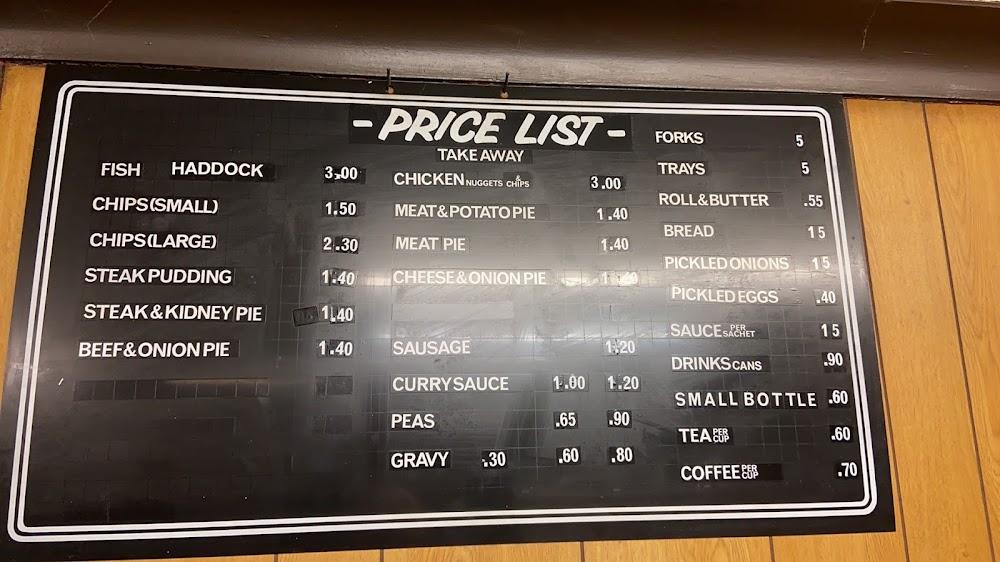 - PRICE LIST -
TAKE AWAY
FISH HADDOCK 3.00
CHIPS(SMALL) 1.50
CHIPS(LARGE) 2.30
STEAK PUDDING 1.40
STEAK & KIDNEY PIE 1.40
BEEF & ONION PIE 1.40
CHICKEN NUGGETS & CHIPS 3.00
MEAT & POTATO PIE 1.40
MEAT PIE 1.40
CHEESE & ONION PIE 1.40
SAUSAGE 1.20
CURRY SAUCE 1.00 1.20
PEAS .65 .90
GRAVY .30 .60 .80
FORKS 5
TRAYS 5
ROLL & BUTTER .55
BREAD 15
PICKLED ONIONS 15
PICKLED EGGS .40
SAUCE PER SACHET 15
DRINKS CANS .90
SMALL BOTTLE .60
TEA PER CUP .60
COFFEE PER CUP .70